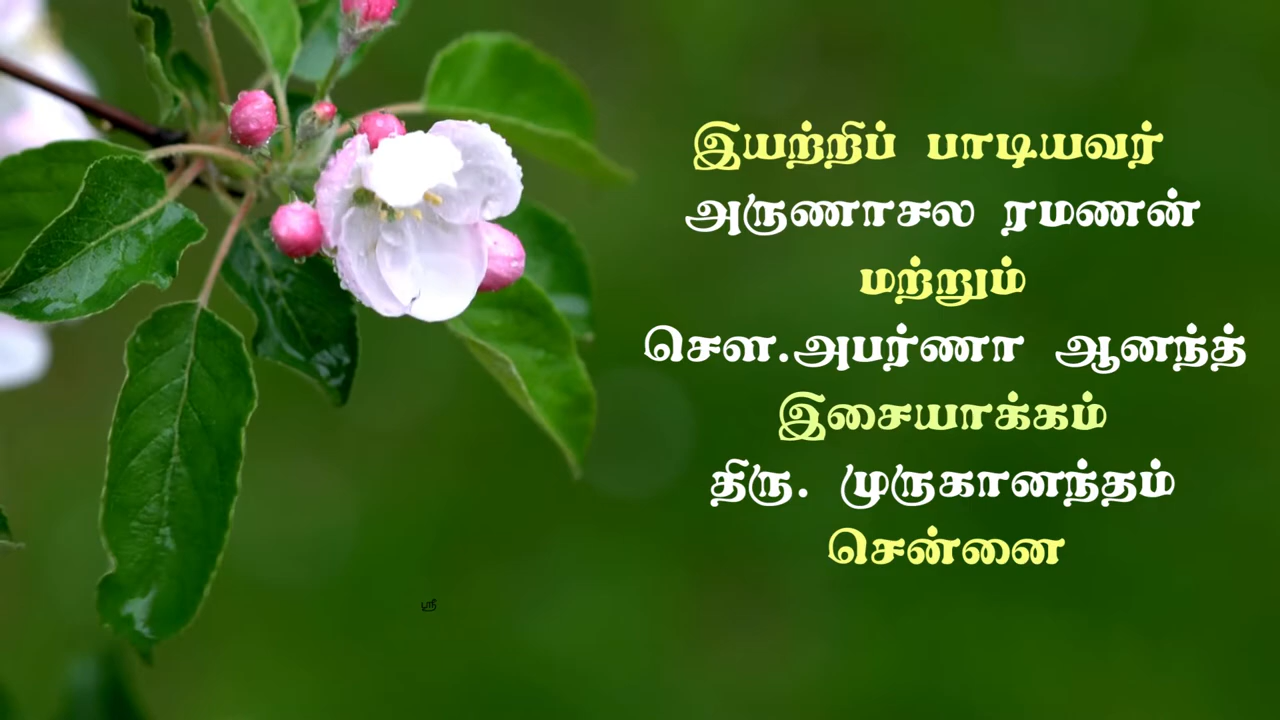 இயற்றிப் பாடியவர்
அருணாசல ரமணன்
மற்றும்
சௌ.அபர்ணா ஆனந்த்
இசையாக்கம்
திரு. முருகானந்தம்
சென்னை
ஸ்ரீ